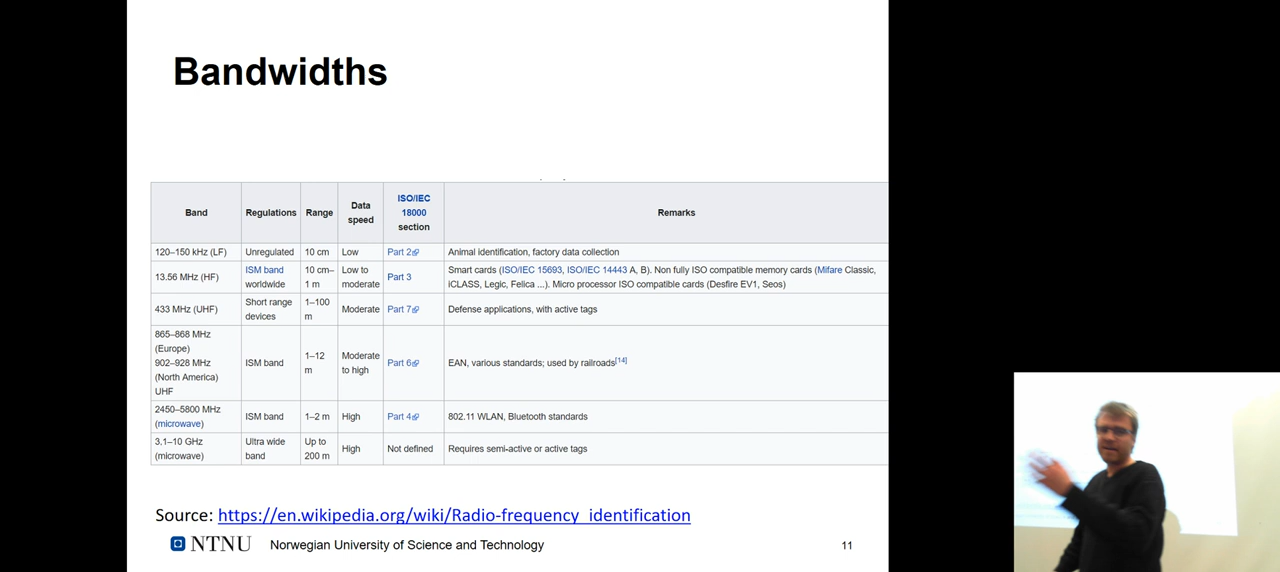 Bandwidths
Band Regulations Range Data speed ISO/IEC 18000 section Remarks
120–150 kHz (LF) Unregulated 10 cm Low Part 2 Animal identification, factory data collection
13.56 MHz (HF) ISM band worldwide 10 cm–1 m Low to moderate Part 3 Smart cards (ISO/IEC 15693, ISO/IEC 14443 A, B). Non fully ISO compatible memory cards (Mifare Classic,
iCLASS, Legic, Felica ...). Micro processor ISO compatible cards (Desfire EV1, Seos)
433 MHz (UHF) Short range devices 1–100 m Moderate Part 7 Defense applications, with active tags
865–868 MHz (Europe)
902–928 MHz (North America) UHF ISM band 1–12 m Moderate to high Part 6 EAN, various standards; used by railroads[14]
2450–5800 MHz (microwave) ISM band 1–2 m High Part 4 802.11 WLAN, Bluetooth standards
3.1–10 GHz (microwave) Ultra wide band Up to 200 m High Not defined Requires semi-active or active tags
Source: https://en.wikipedia.org/wiki/Radio-frequency_identification
NTNU Norwegian University of Science and Technology 11